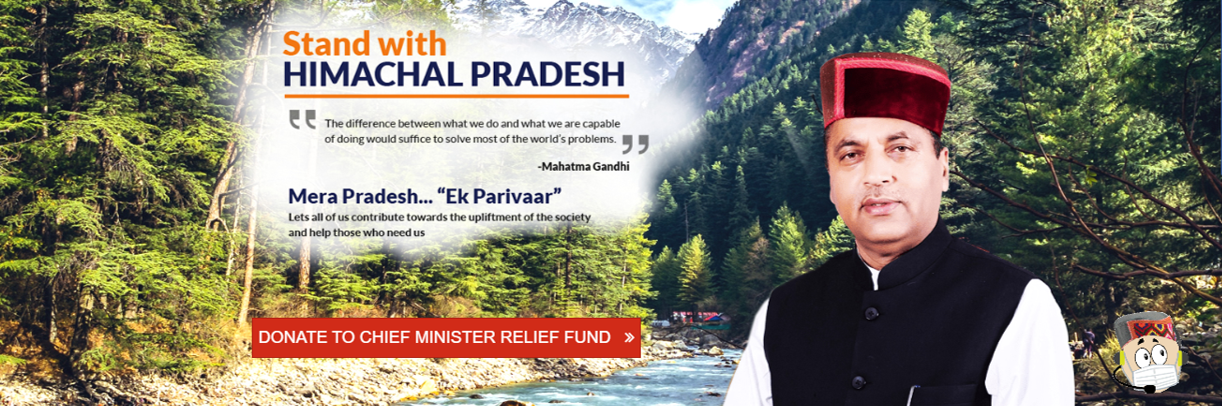 Stand with
HIMACHAL PRADESH
“ The difference between what we do and what we are capable
of doing would suffice to solve most of the world's problems. ”
-Mahatma Gandhi
Mera Pradesh... “Ek Parivaar”
Lets all of us contribute towards the upliftment of the society
and help those who need us
DONATE TO CHIEF MINISTER RELIEF FUND »